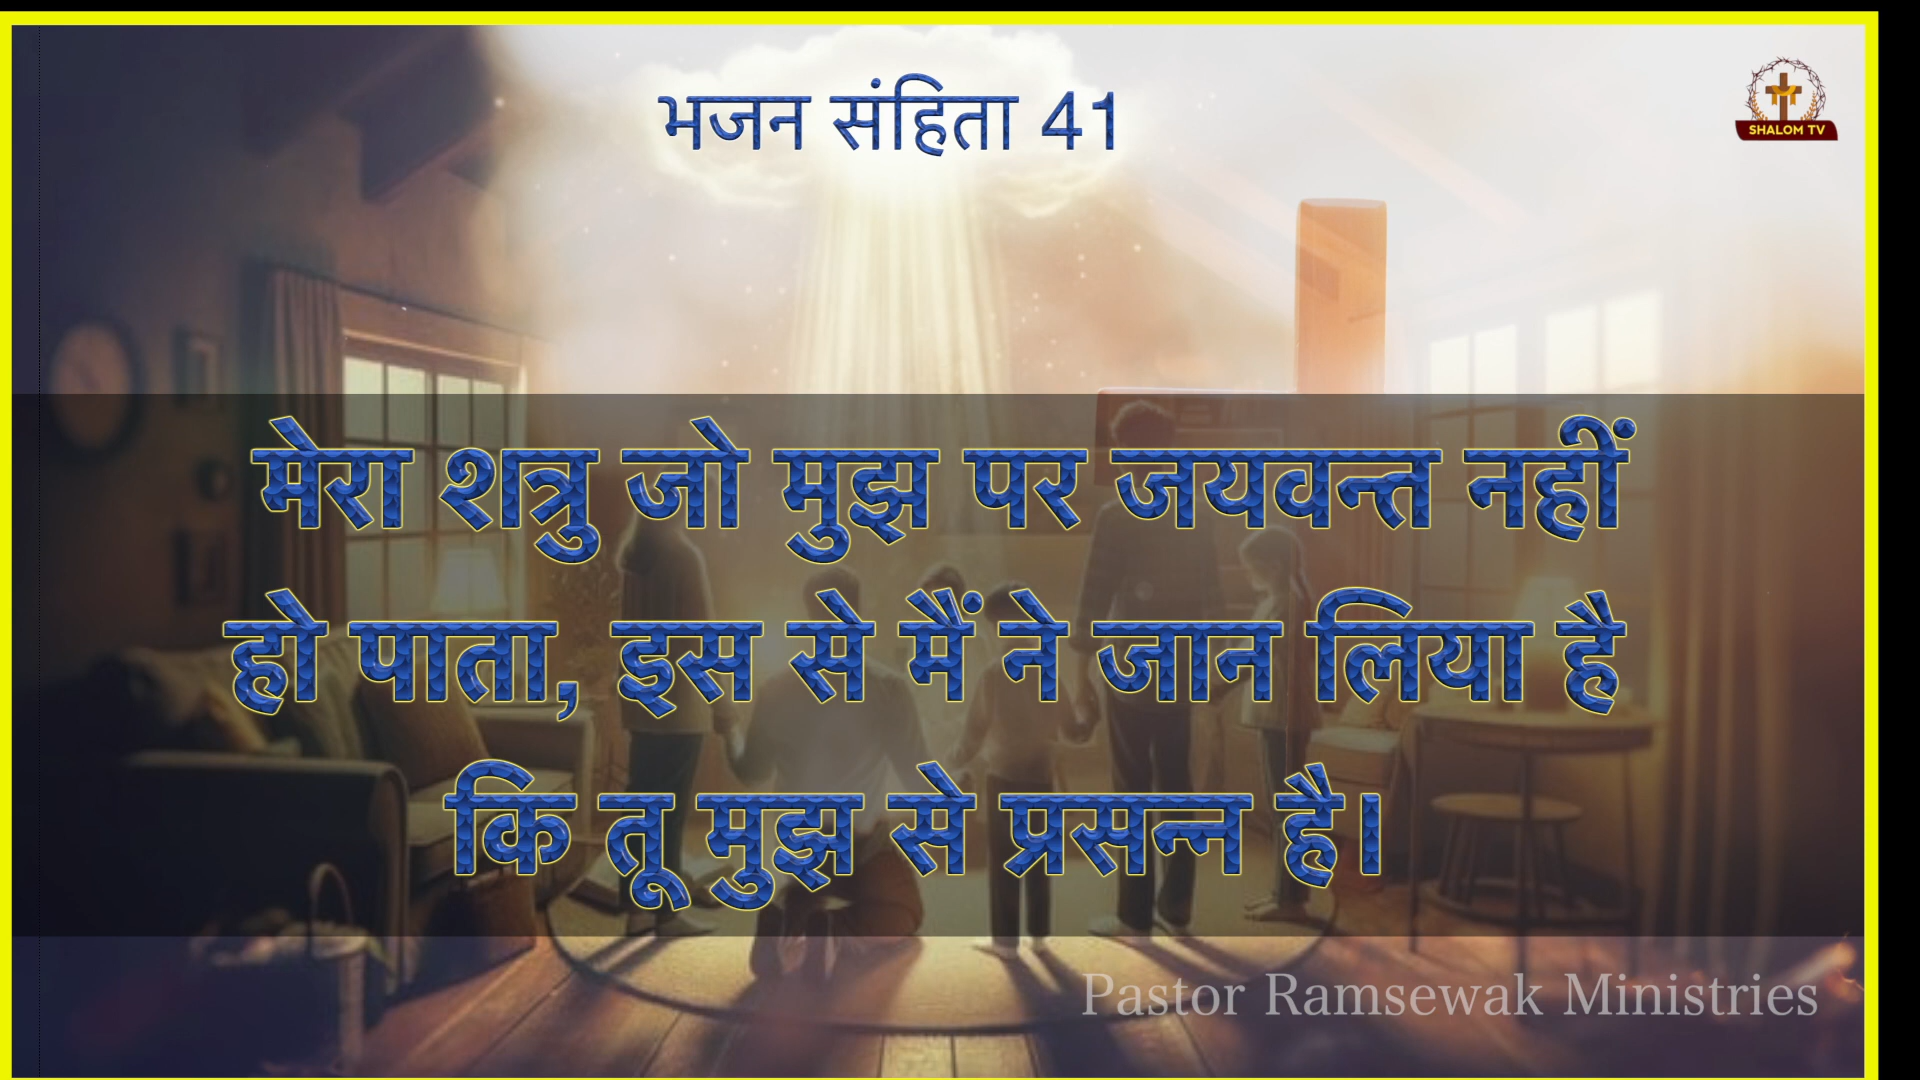 भजन संहिता 41
SHALOM TV
मेरा शत्रु जो मुझ पर जयवन्त नहीं
हो पाता, इस से मैं ने जान लिया है
कि तू मुझ से प्रसन्न है।
Pastor Ramsewak Ministries